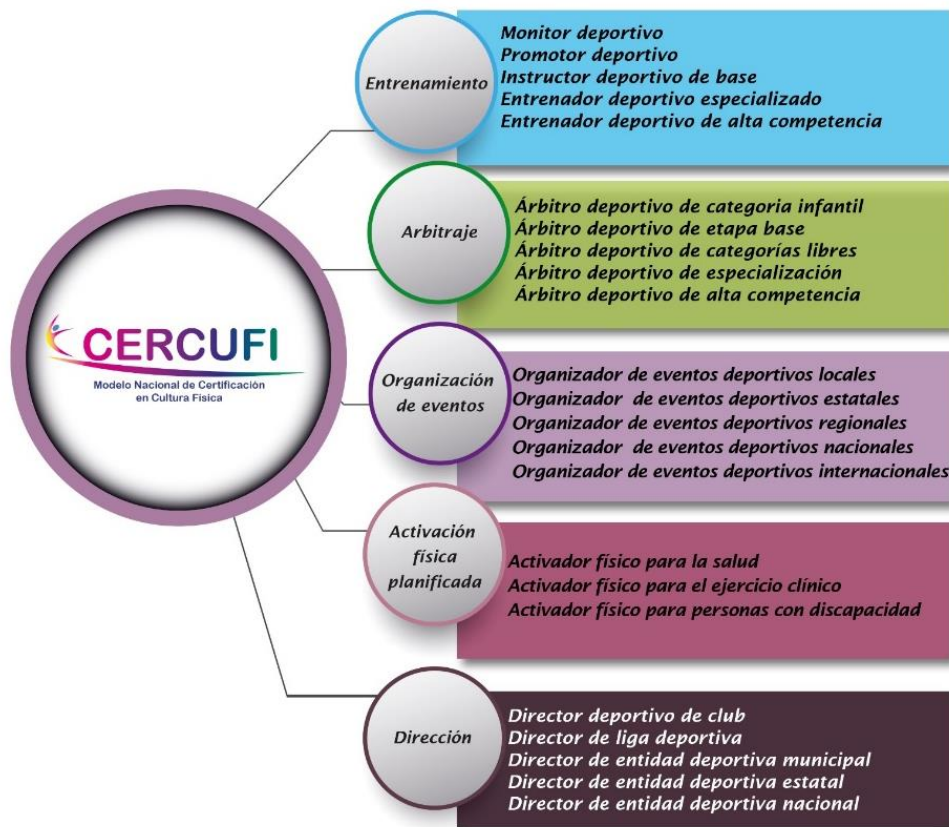 CERCUFI
Modelo Nacional de Certificación
en Cultura Física
Entrenamiento
Monitor deportivo
Promotor deportivo
Instructor deportivo de base
Entrenador deportivo especializado
Entrenador deportivo de alta competencia
Arbitraje
Árbitro deportivo de categoria infantil
Árbitro deportivo de etapa base
Árbitro deportivo de categorías libres
Árbitro deportivo de especialización
Árbitro deportivo de alta competencia
Organización
de eventos
Organizador de eventos deportivos locales
Organizador de eventos deportivos estatales
Organizador de eventos deportivos regionales
Organizador de eventos deportivos nacionales
Organizador de eventos deportivos internacionales
Activación
física
planificada
Activador físico para la salud
Activador físico para el ejercicio clínico
Activador físico para personas con discapacidad
Dirección
Director deportivo de club
Director de liga deportiva
Director de entidad deportiva municipal
Director de entidad deportiva estatal
Director de entidad deportiva nacional